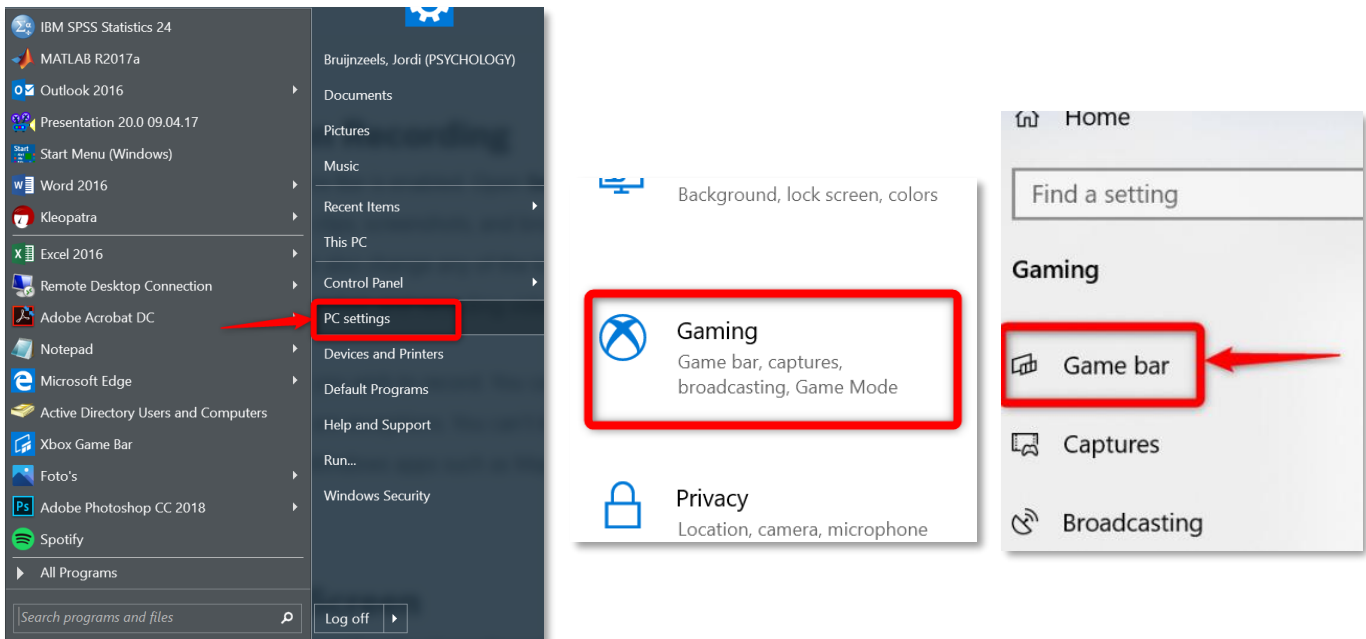 IBM SPSS Statistics 24
MATLAB R2017a
Outlook 2016
Presentation 20.0 09.04.17
Start Menu (Windows)
Word 2016
Kleopatra
Excel 2016
Remote Desktop Connection
Adobe Acrobat DC
Notepad
Microsoft Edge
Active Directory Users and Computers
Xbox Game Bar
Foto's
Adobe Photoshop CC 2018
Spotify
All Programs
Search programs and files
Bruijnzeels, Jordi (PSYCHOLOGY)
Documents
Pictures
Music
Recent Items
This PC
Control Panel
PC settings
Devices and Printers
Default Programs
Help and Support
Run...
Windows Security
Log off
Background, lock screen, colors
Gaming
Game bar, captures,
broadcasting, Game Mode
Privacy
Location, camera, microphone
Home
Find a setting
Gaming
Game bar
Captures
Broadcasting